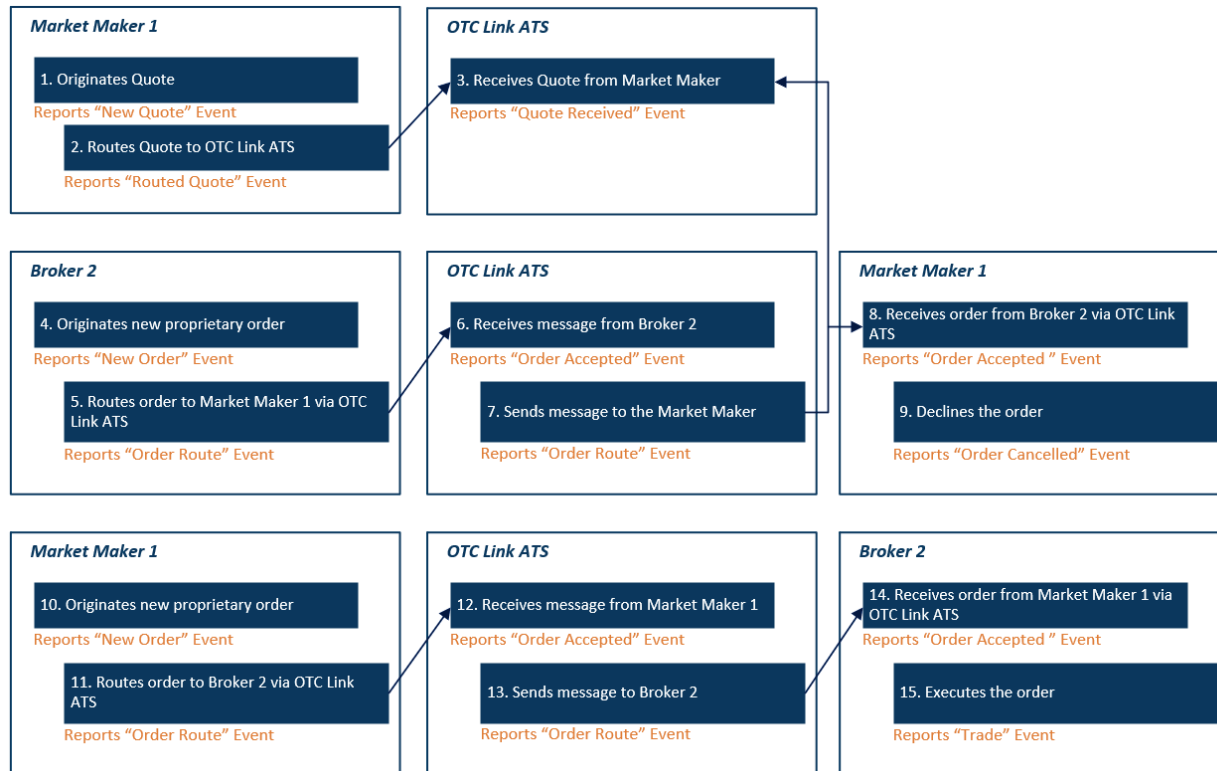 Market Maker 1
1. Originates Quote
Reports “New Quote” Event
2. Routes Quote to OTC Link ATS
Reports “Routed Quote” Event
OTC Link ATS
3. Receives Quote from Market Maker
Reports “Quote Received” Event
Broker 2
4. Originates new proprietary order
Reports “New Order” Event
5. Routes order to Market Maker 1 via OTC
Link ATS
Reports “Order Route” Event
OTC Link ATS
6. Receives message from Broker 2
Reports “Order Accepted” Event
7. Sends message to the Market Maker
Reports “Order Route” Event
Market Maker 1
8. Receives order from Broker 2 via OTC Link
ATS
Reports “Order Accepted ” Event
9. Declines the order
Reports “Order Cancelled” Event
Market Maker 1
10. Originates new proprietary order
Reports “New Order” Event
11. Routes order to Broker 2 via OTC Link
ATS
Reports “Order Route” Event
OTC Link ATS
12. Receives message from Market Maker 1
Reports “Order Accepted” Event
13. Sends message to Broker 2
Reports “Order Route” Event
Broker 2
14. Receives order from Market Maker 1 via
OTC Link ATS
Reports “Order Accepted ” Event
15. Executes the order
Reports “Trade” Event